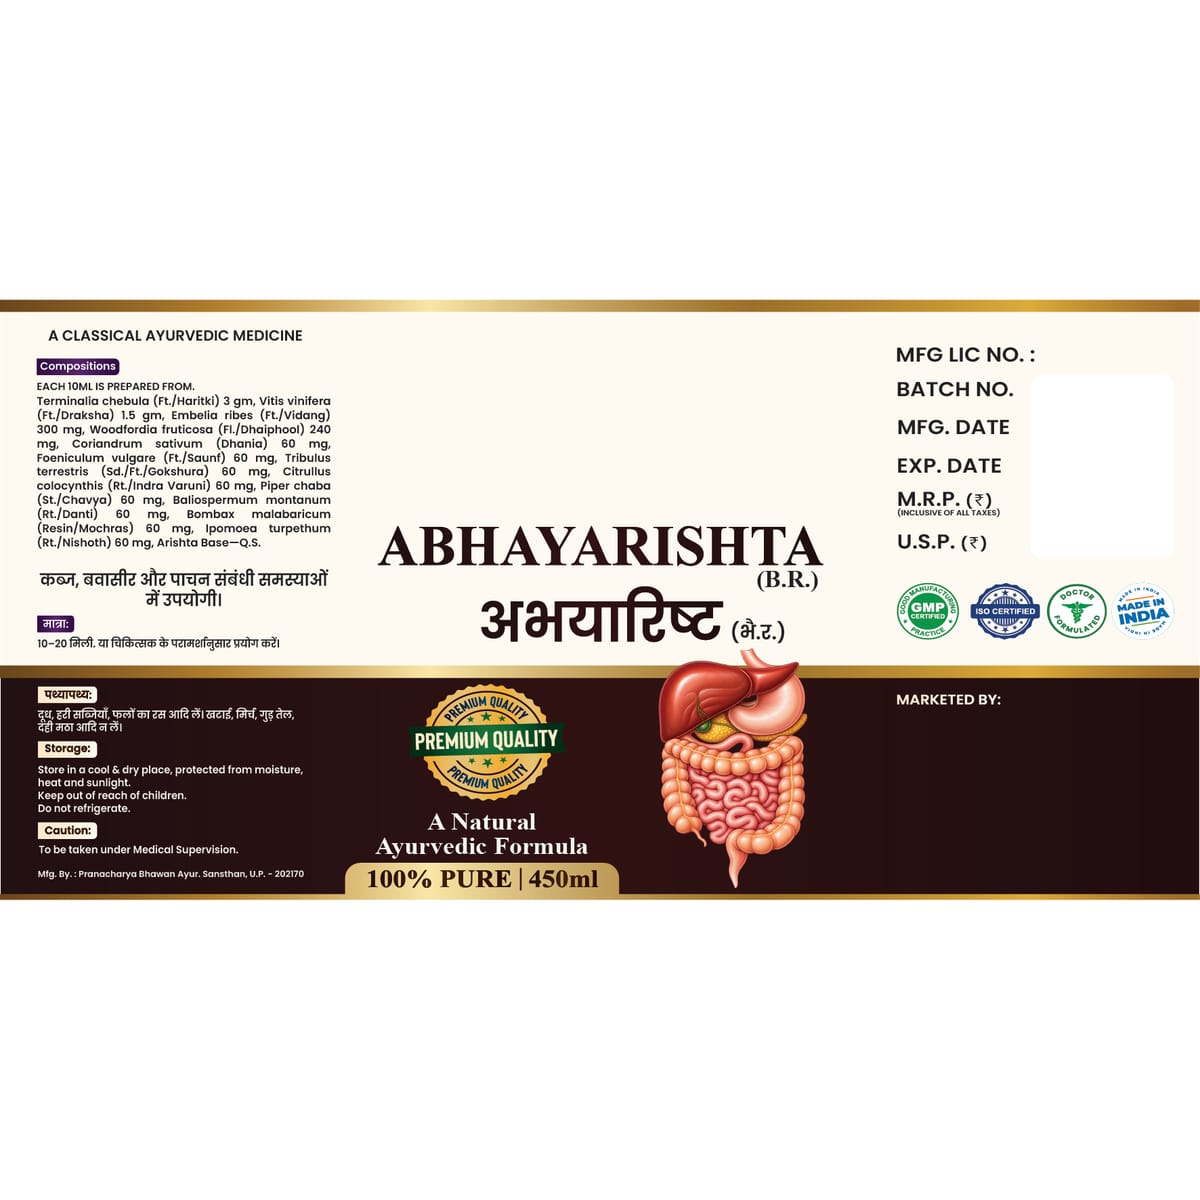 A CLASSICAL AYURVEDIC MEDICINE
Compositions
EACH 10ML IS PREPARED FROM.
Terminalia chebula (Ft./Haritki) 3 gm, Vitis vinifera
(Ft./Draksha) 1.5 gm, Embelia ribes (Ft./Vidang)
300 mg, Woodfordia fruticosa (Fl./Dhaiphool) 240
mg, Coriandrum sativum (Dhania) 60 mg,
Foeniculum vulgare (Ft./Saunf) 60 mg, Tribulus
terrestris (Sd./Ft./Gokshura) 60 mg, Citrullus
colocynthis (Rt./Indra Varuni) 60 mg, Piper chaba
(St./Chavya) 60 mg, Baliospermum montanum
(Rt./Danti) 60 mg, Bombax malabaricum
(Resin/Mochras) 60 mg, Ipomoea turpethum
(Rt./Nishoth) 60 mg, Arishta Base—Q.S.
कब्ज, बवासीर और पाचन संबंधी समस्याओं
में उपयोगी।
मात्रा:
10-20 मिली. या चिकित्सक के परामर्शानुसार प्रयोग करें।
पथ्यापथ्य:
दूध, हरी सब्जियाँ, फलों का रस आदि लें। खटाई, मिर्च, गुड़ तेल,
दही मठा आदि न लें।
Storage:
Store in a cool & dry place, protected from moisture,
heat and sunlight.
Keep out of reach of children.
Do not refrigerate.
Caution:
To be taken under Medical Supervision.
Mfg. By. : Pranacharya Bhawan Ayur. Sansthan, U.P. - 202170
ABHAYARISHTA
(B.R.)
अभयारिष्ट (भै.र.)
PREMIUM QUALITY
PREMIUM QUALITY
PREMIUM QUALITY
A Natural
Ayurvedic Formula
100% PURE | 450ml
MFG LIC NO. :
BATCH NO.
MFG. DATE
EXP. DATE
M.R.P. (₹)
(INCLUSIVE OF ALL TAXES)
U.S.P. (₹)
GOOD MANUFACTURING
GMP
CERTIFIED
PRACTICE
ISO CERTIFIED
DOCTOR
FORMULATED
MADE IN INDIA
MADE IN
INDIA
MARKETED BY: